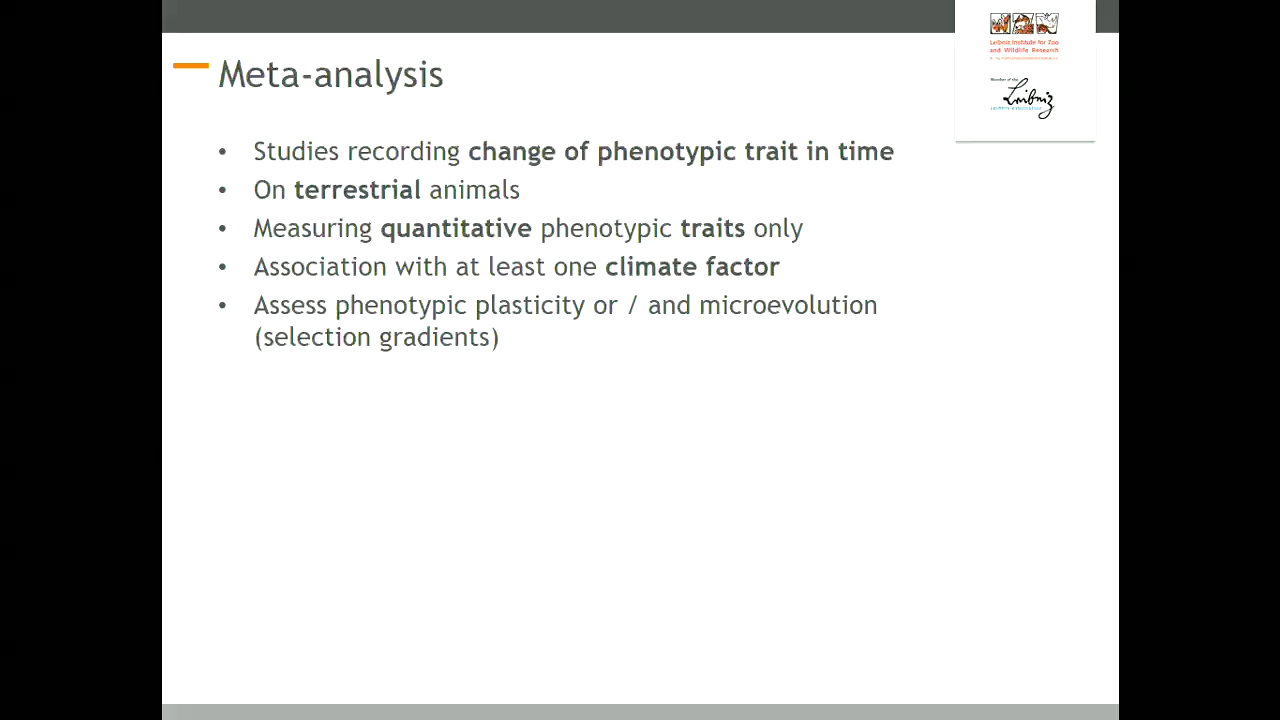 Leibniz Institute for Zoo
and Wildlife Research
Member of the
Leibniz
Meta-analysis
• Studies recording change of phenotypic trait in time
• On terrestrial animals
• Measuring quantitative phenotypic traits only
• Association with at least one climate factor
• Assess phenotypic plasticity or / and microevolution
(selection gradients)